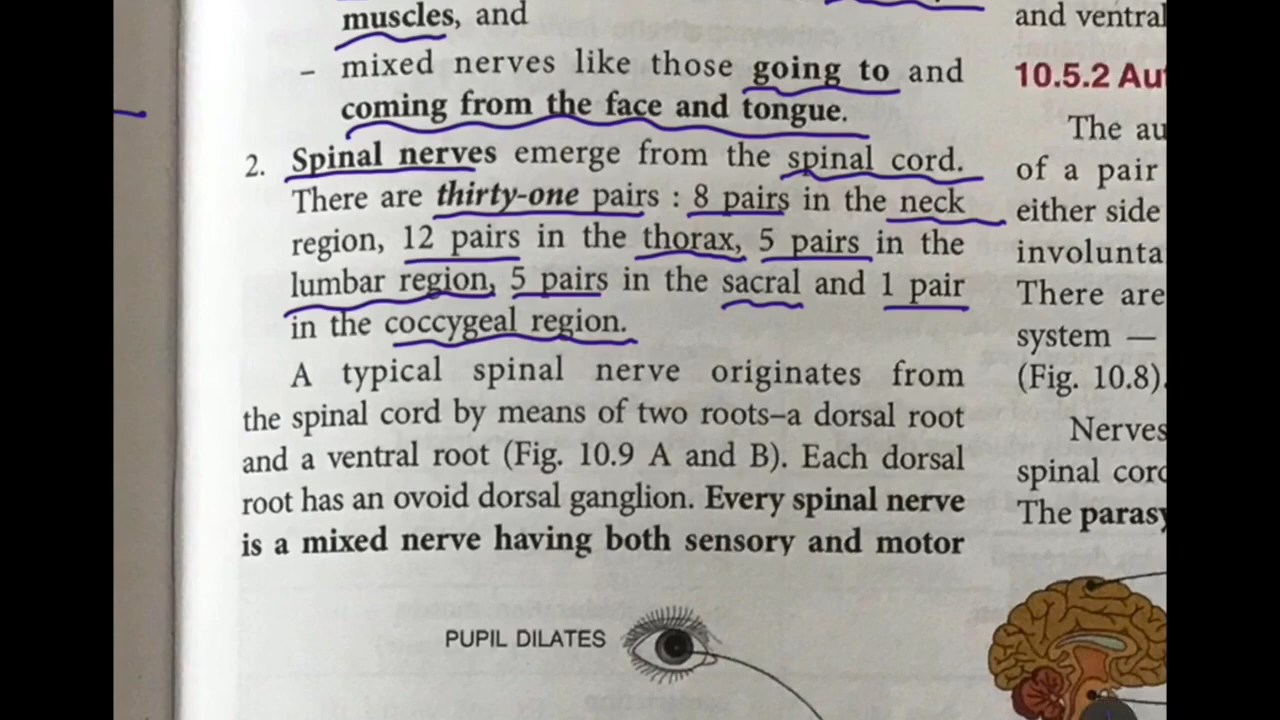 muscles, and
– mixed nerves like those going to and
coming from the face and tongue.
2. Spinal nerves emerge from the spinal cord.
There are thirty-one pairs : 8 pairs in the neck
region, 12 pairs in the thorax, 5 pairs in the
lumbar region, 5 pairs in the sacral and 1 pair
in the coccygeal region.
A typical spinal nerve originates from
the spinal cord by means of two roots–a dorsal root
and a ventral root (Fig. 10.9 A and B). Each dorsal
root has an ovoid dorsal ganglion. Every spinal nerve
is a mixed nerve having both sensory and motor
PUPIL DILATES
and ventral
10.5.2 Au
The au
of a pair
either side
involunta
There are
system —
(Fig. 10.8).
Nerves
spinal cord
The parasy